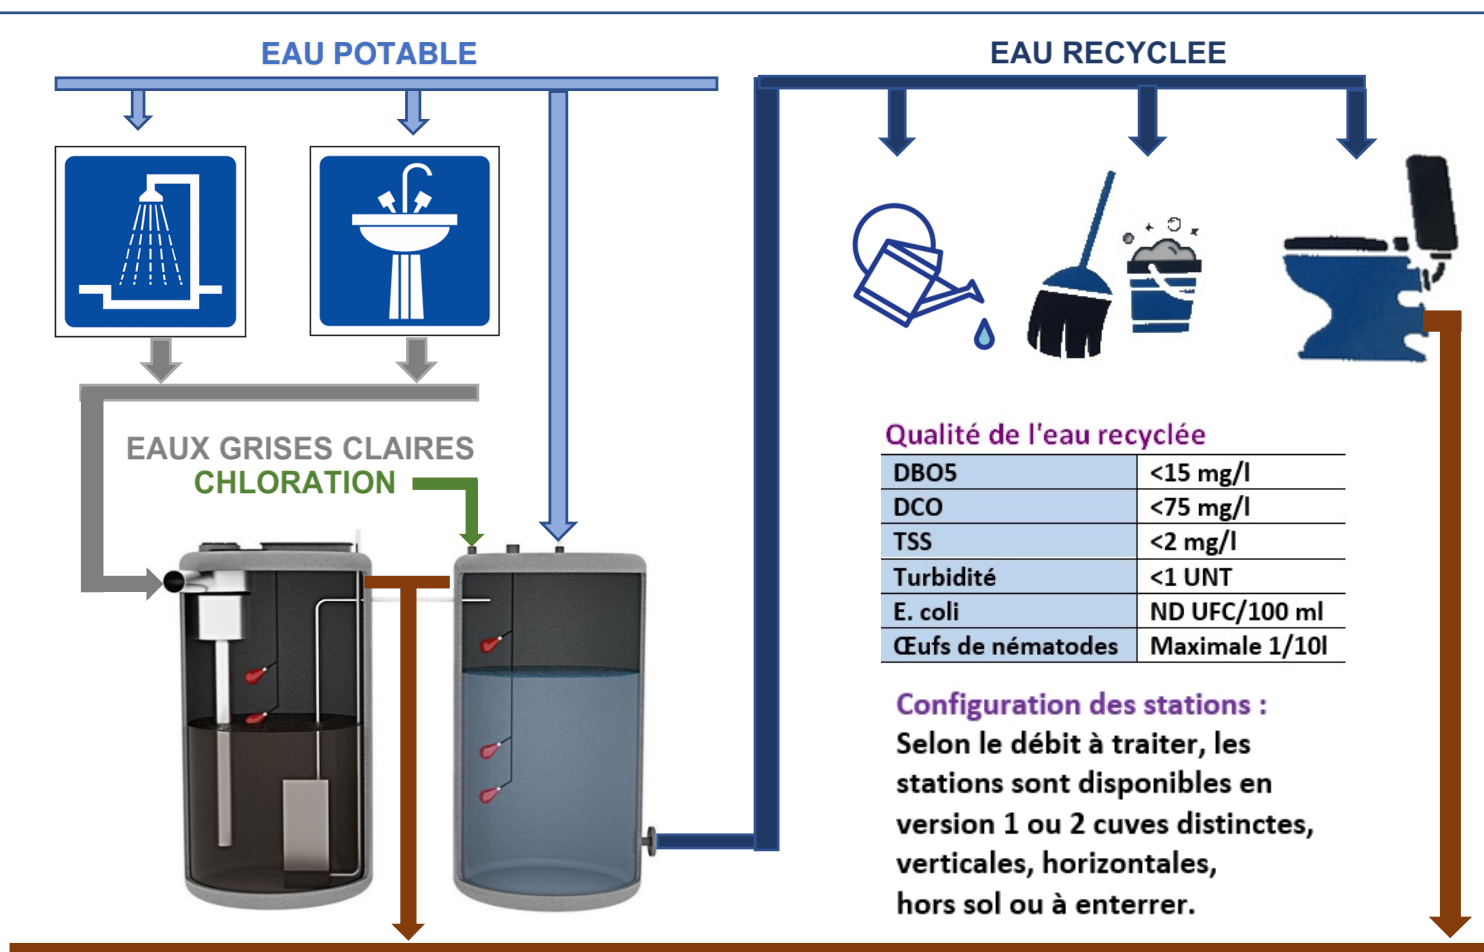 EAU POTABLE
EAU RECYCLEE
EAUX GRISES CLAIRES
CHLORATION
Qualité de l'eau recyclée
DBO5 <15 mg/l
DCO <75 mg/l
TSS <2 mg/l
Turbidité <1 UNT
E. coli ND UFC/100 ml
Œufs de nématodes Maximale 1/10l
Configuration des stations :
Selon le débit à traiter, les
stations sont disponibles en
version 1 ou 2 cuves distinctes,
verticales, horizontales,
hors sol ou à enterrer.